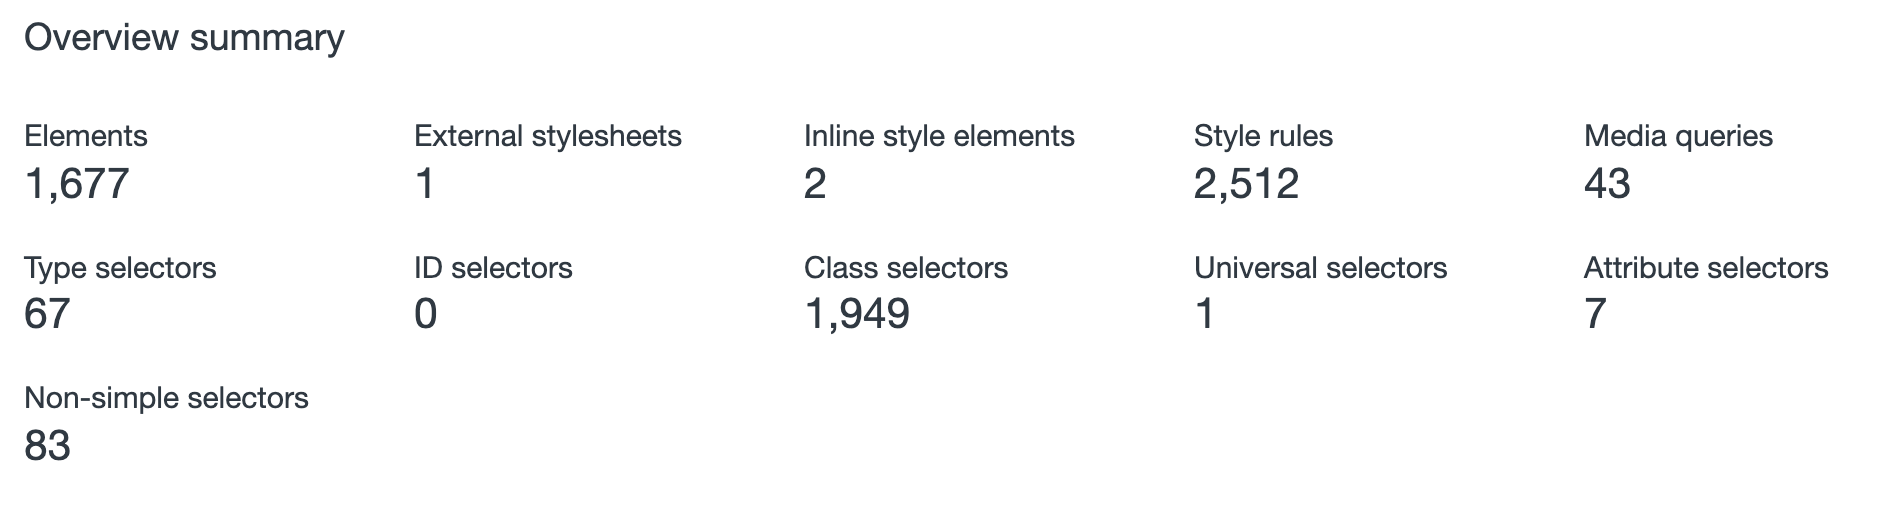 Overview summary
Elements
1,677
External stylesheets
1
Inline style elements
2
Style rules
2,512
Media queries
43
Type selectors
67
ID selectors
0
Class selectors
1,949
Universal selectors
1
Attribute selectors
7
Non-simple selectors
83